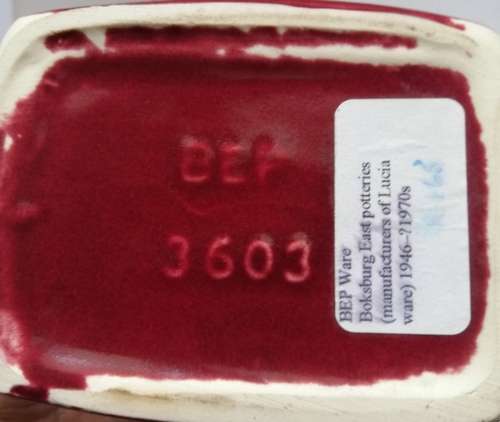 BEP
3603
BEP Ware
Boksburg East potteries
(manufacturers of Lucia
ware) 1946–?1970s